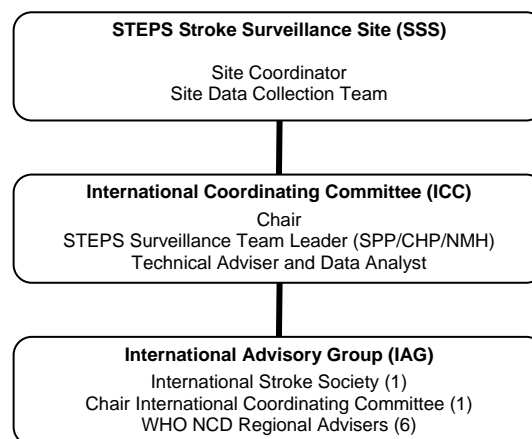 STEPS Stroke Surveillance Site (SSS)
Site Coordinator
Site Data Collection Team
International Coordinating Committee (ICC)
Chair
STEPS Surveillance Team Leader (SPP/CHP/NMH)
Technical Adviser and Data Analyst
International Advisory Group (IAG)
International Stroke Society (1)
Chair International Coordinating Committee (1)
WHO NCD Regional Advisers (6)